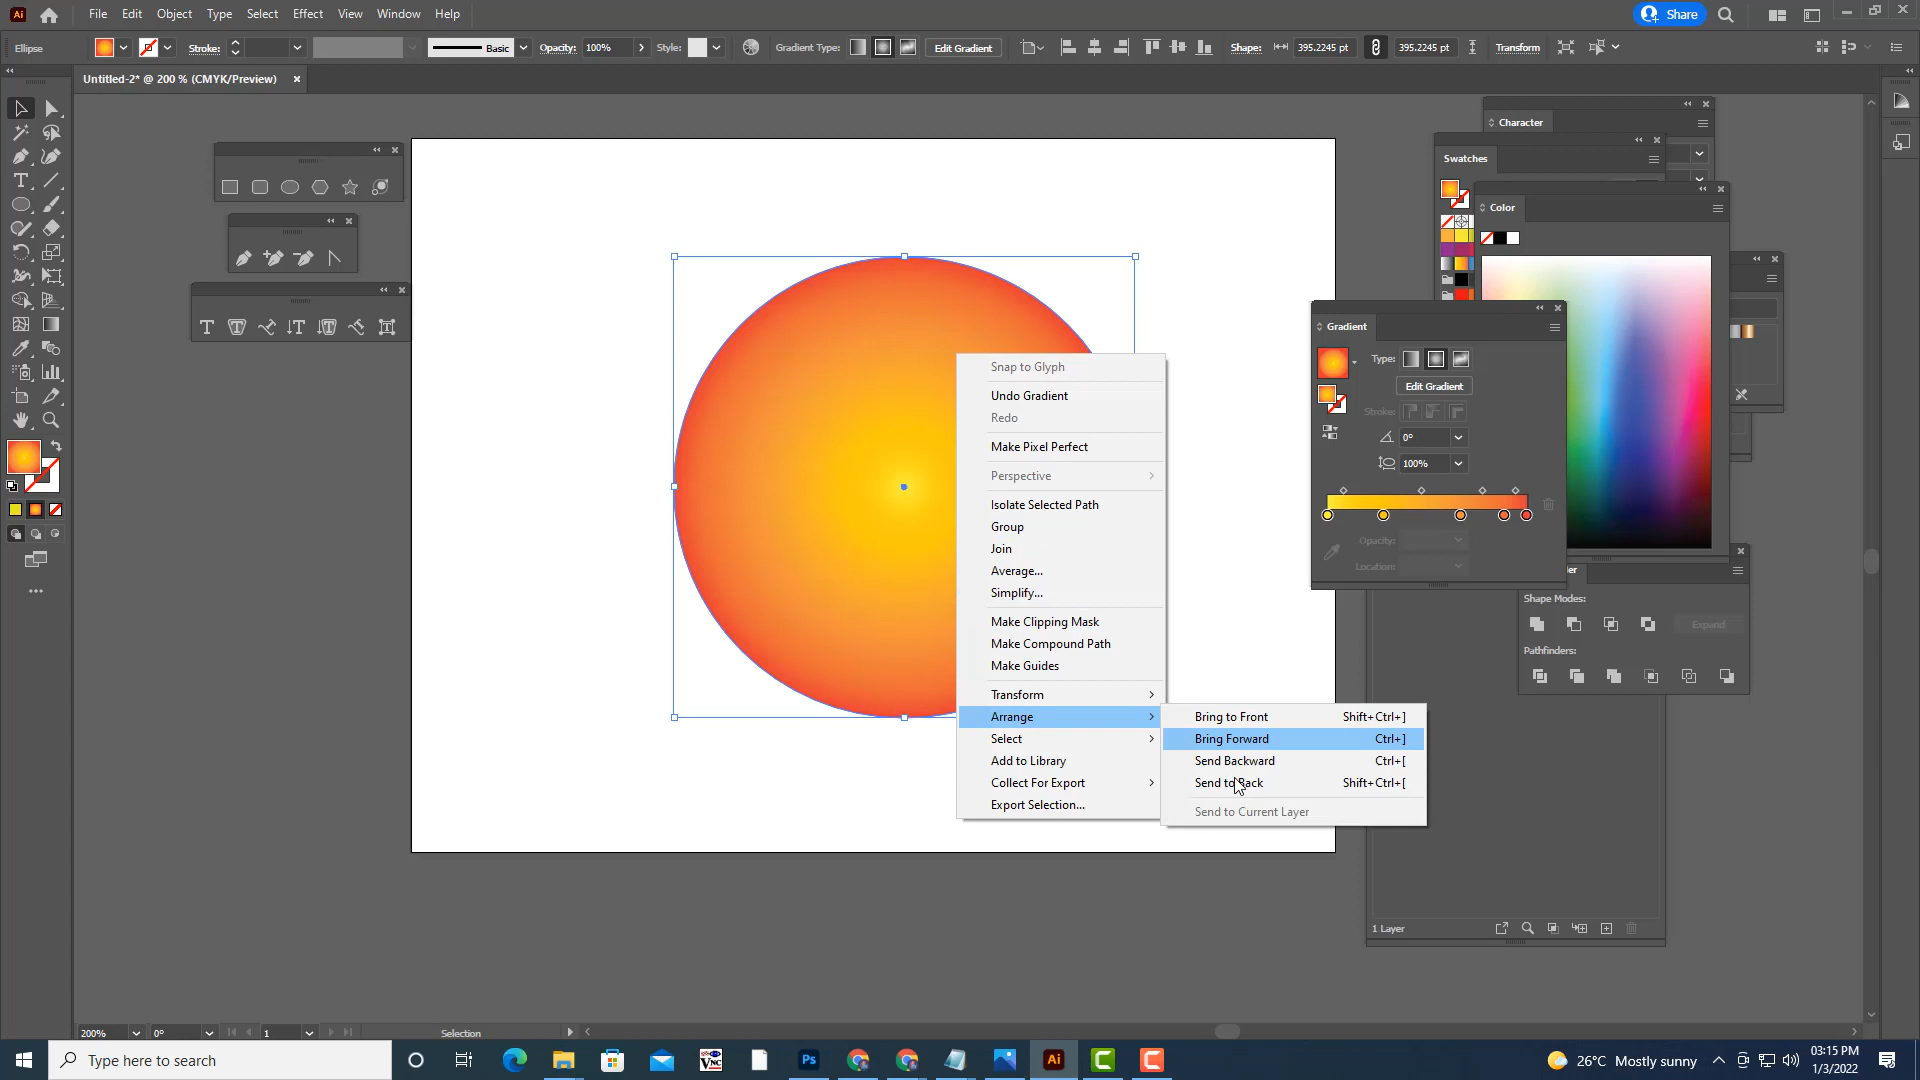 Ai File Edit Object Type Select Effect View Window Help Share
Ellipse Stroke: Basic Opacity: 100% Style: Gradient Type: Edit Gradient Shape: 395.2245 pt 395.2245 pt Transform
Untitled-2* @ 200 % (CMYK/Preview)
Character
Swatches
Color
Gradient
Type:
Edit Gradient
Stroke:
0°
100%
Opacity:
Location:
Snap to Glyph
Undo Gradient
Redo
Make Pixel Perfect
Perspective
Isolate Selected Path
Group
Join
Average...
Simplify...
Make Clipping Mask
Make Compound Path
Make Guides
Transform
Arrange
Select
Add to Library
Collect For Export
Export Selection...
Bring to Front Shift+Ctrl+]
Bring Forward Ctrl+]
Send Backward Ctrl+[
Send to Back Shift+Ctrl+[
Send to Current Layer
Shape Modes:
Expand
Pathfinders:
1 Layer
200% 0° 1 Selection
Type here to search
VNC
Ps
Ai
26°C Mostly sunny
03:15 PM
1/3/2022